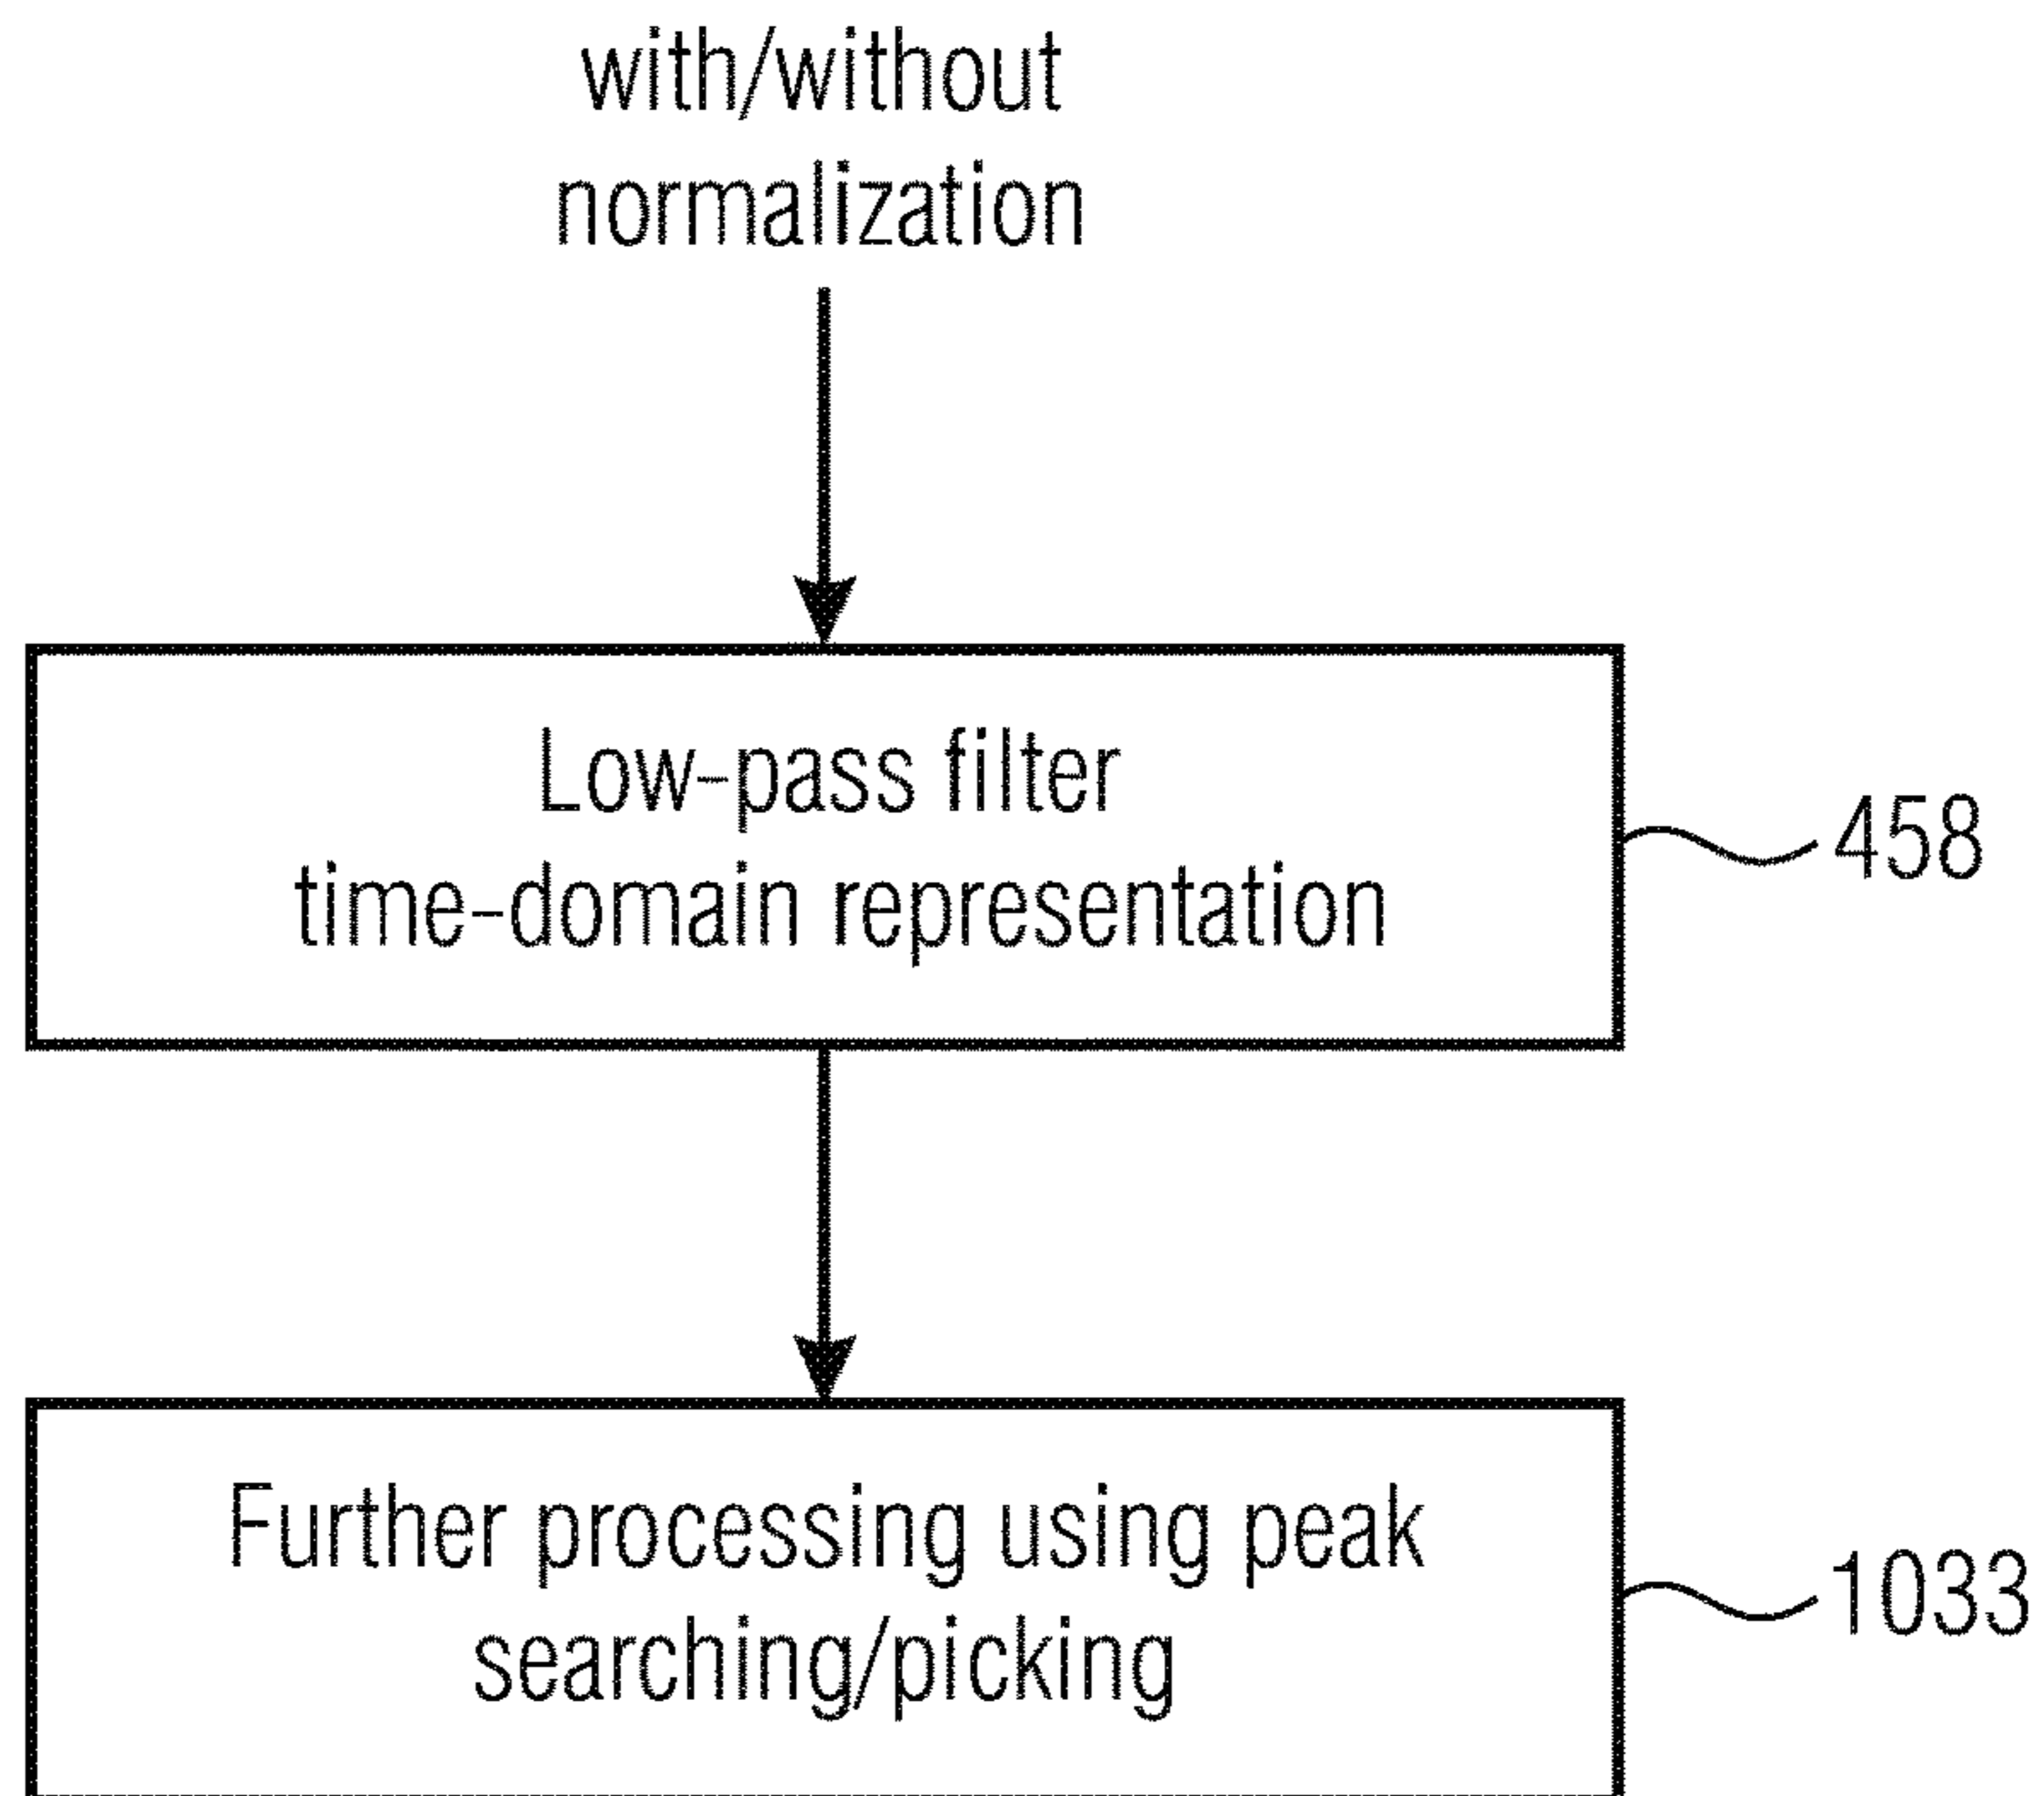 with/without
normalization
Low-pass filter
time-domain representation
458
Further processing using peak
searching/picking
1033